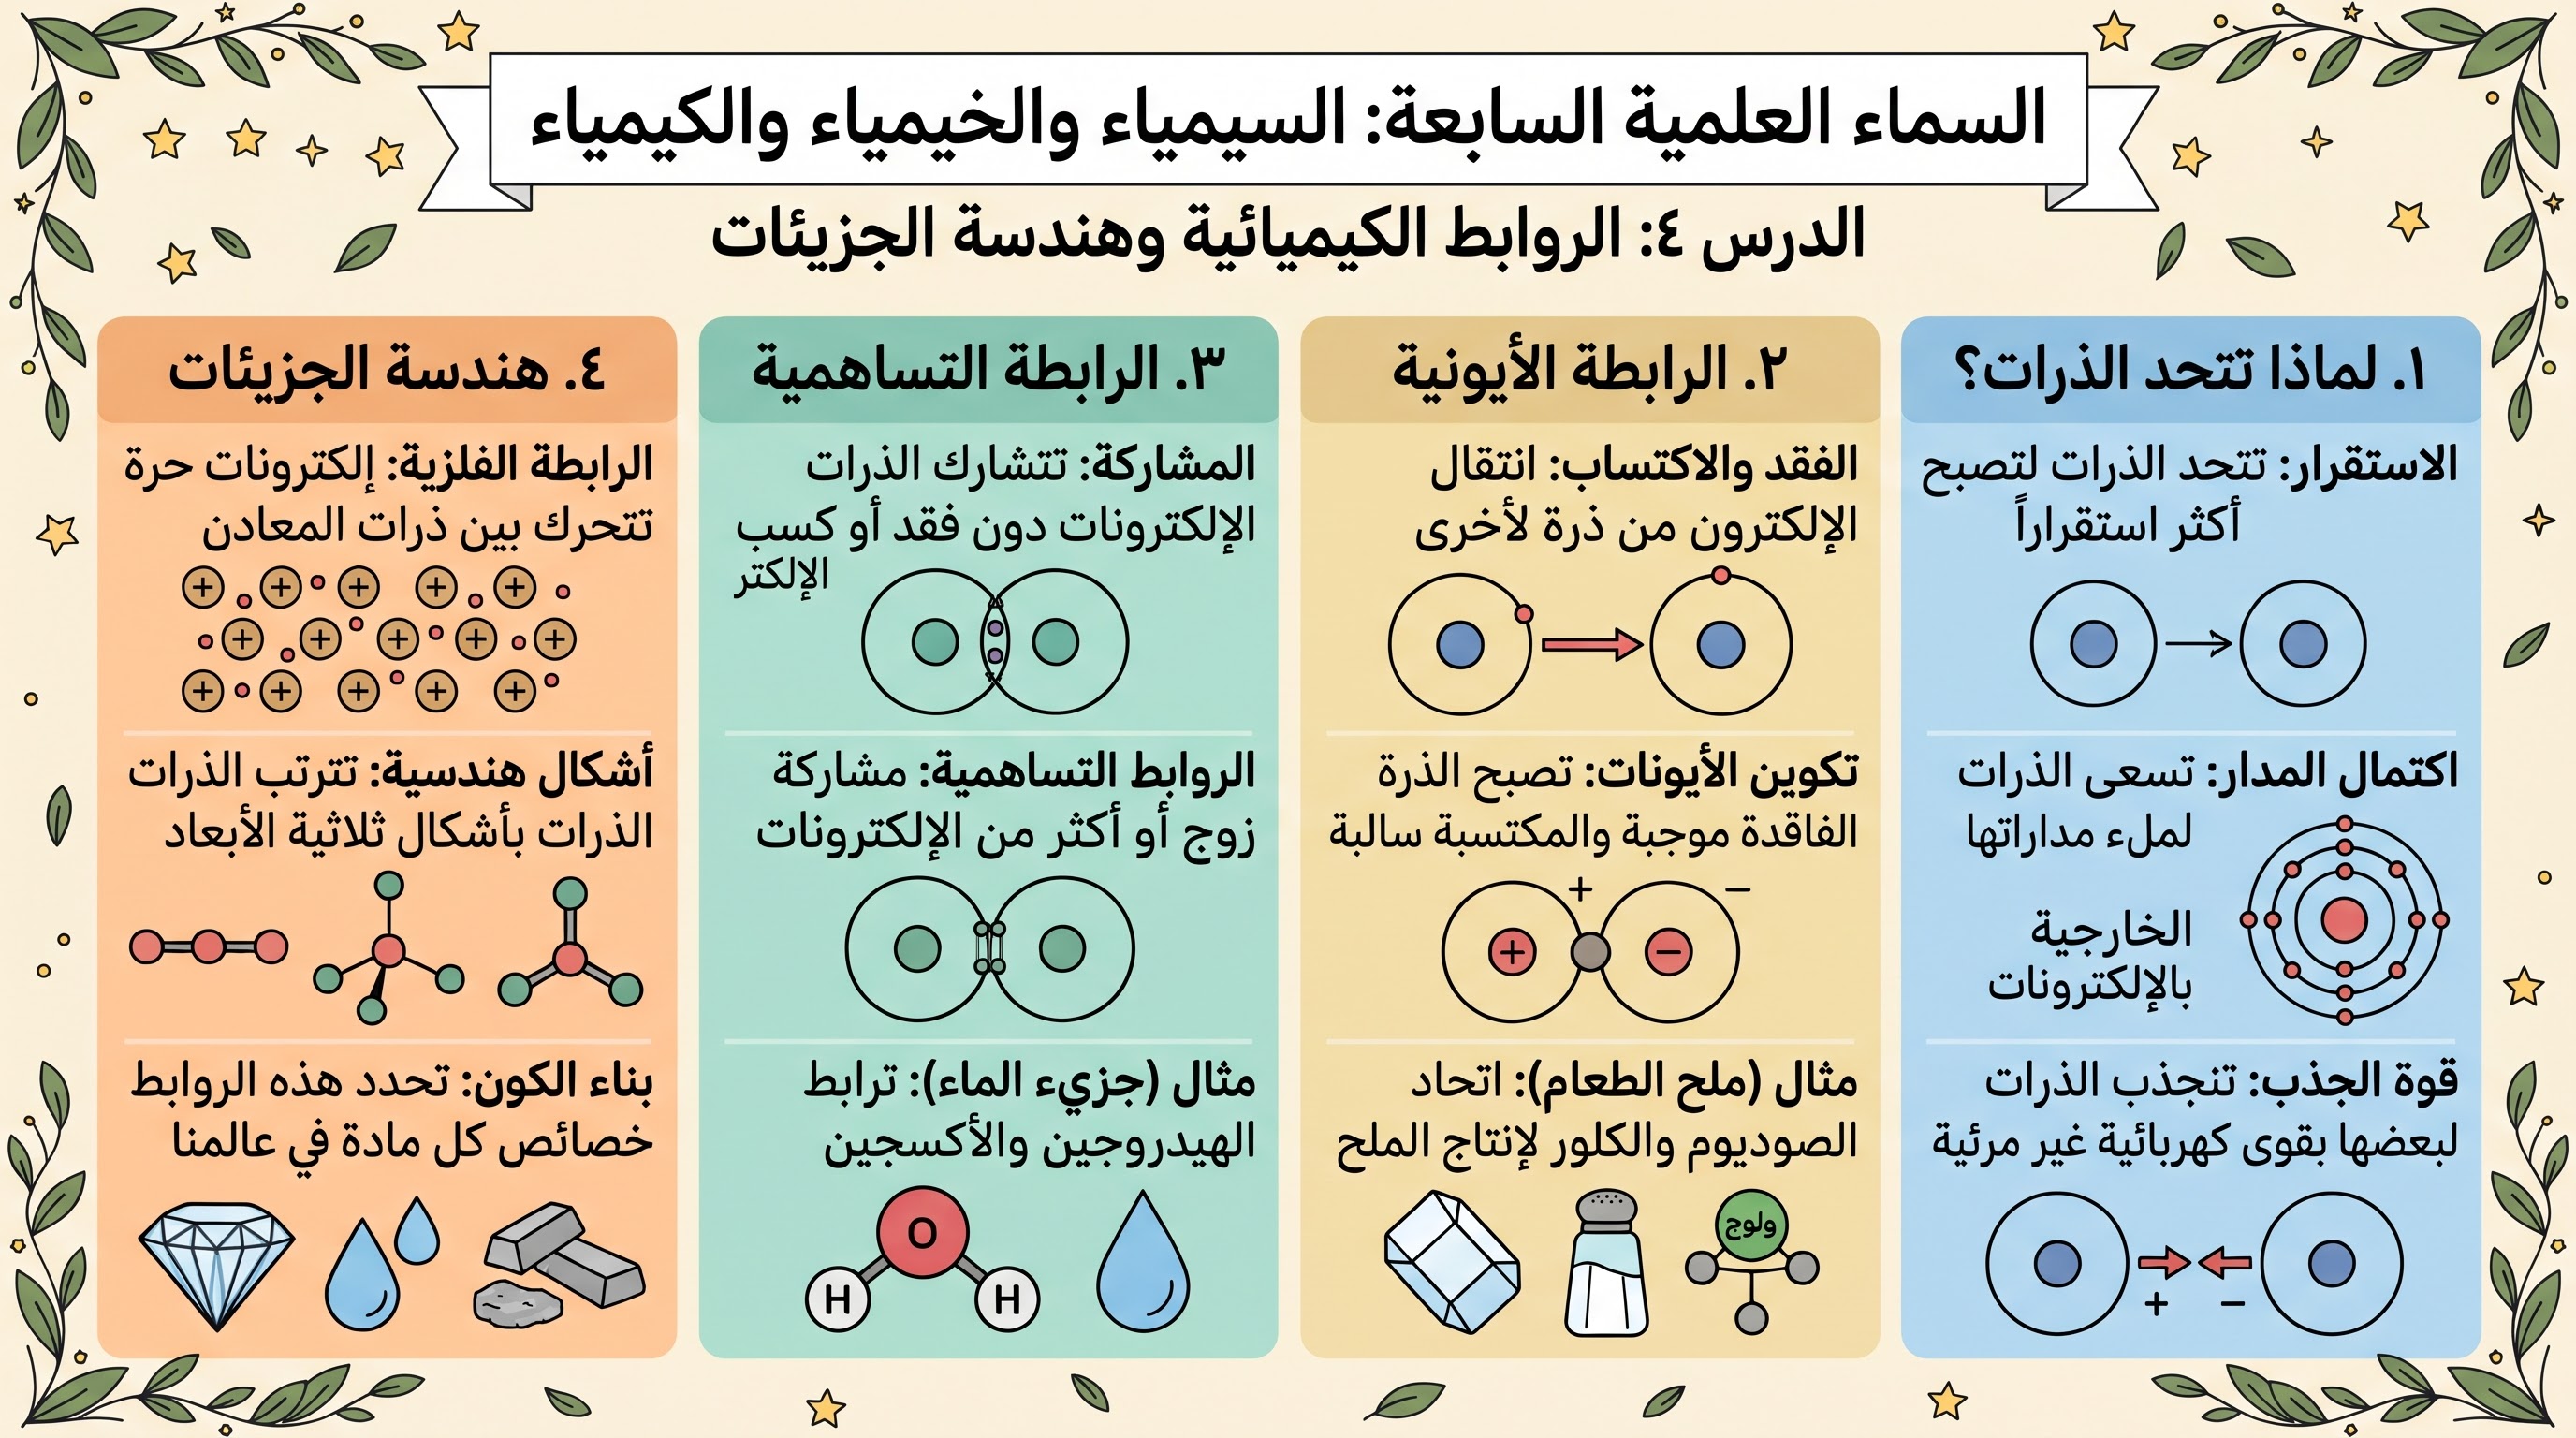 السماء العلمية السابعة: السيمياء والخيمياء والكيمياء
الدرس ٤: الروابط الكيميائية وهندسة الجزيئات
١. لماذا تتحد الذرات؟
الاستقرار: تتحد الذرات لتصبح
أكثر استقراراً
اكتمال المدار: تسعى الذرات
لملء مداراتها
الخارجية
بالإلكترونات
قوة الجذب: تنجذب الذرات
لبعضها بقوى كهربائية غير مرئية
+ −
٢. الرابطة الأيونية
الفقد والاكتساب: انتقال
الإلكترون من ذرة لأخرى
تكوين الأيونات: تصبح الذرة
الفاقدة موجبة والمكتسبة سالبة
+ −
+ −
مثال (ملح الطعام): اتحاد
الصوديوم والكلور لإنتاج الملح
ولوج
٣. الرابطة التساهمية
المشاركة: تتشارك الذرات
الإلكترونات دون فقد أو كسب
الإلكتر
الروابط التساهمية: مشاركة
زوج أو أكثر من الإلكترونات
مثال (جزيء الماء): ترابط
الهيدروجين والأكسجين
O
H H
٤. هندسة الجزيئات
الرابطة الفلزية: إلكترونات حرة
تتحرك بين ذرات المعادن
+ + + + +
+ + + + +
+ + + + +
أشكال هندسية: تترتب الذرات
الذرات بأشكال ثلاثية الأبعاد
بناء الكون: تحدد هذه الروابط
خصائص كل مادة في عالمنا